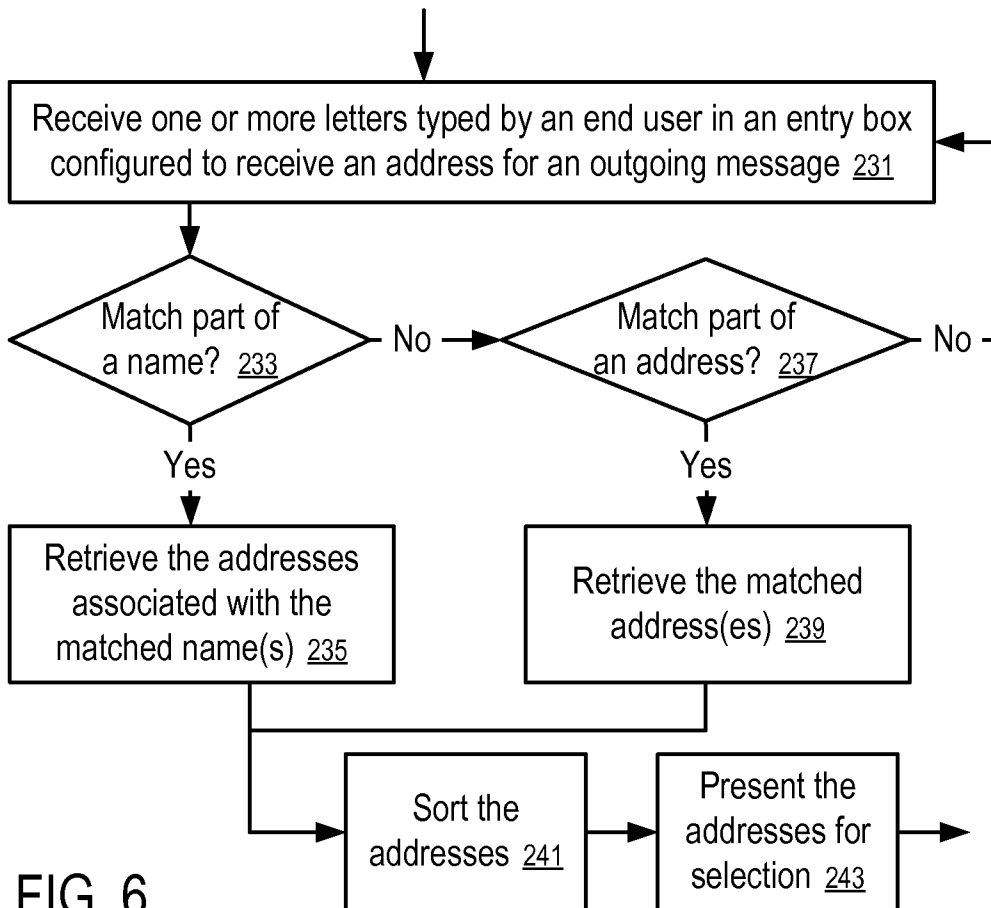 Receive one or more letters typed by an end user in an entry box
configured to receive an address for an outgoing message 231
Match part of
a name? 233
No
Match part of
an address? 237
No
Yes
Yes
Retrieve the addresses
associated with the
matched name(s) 235
Retrieve the matched
address(es) 239
Sort the
addresses 241
Present the
addresses for
selection 243
FIG. 6